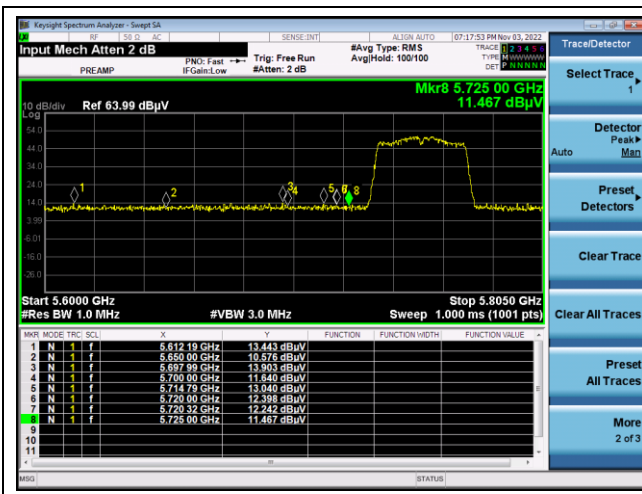 Keysight Spectrum Analyzer - Swept SA
RF 50 Ω AC SENSE:INT ALIGN AUTO 07:17:53 PM Nov 03, 2022
Input Mech Atten 2 dB
PREAMP
PNO: Fast
IFGain:Low
Trig: Free Run
#Atten: 2 dB
#Avg Type: RMS
Avg|Hold: 100/100
TRACE 1 2 3 4 5 6
TYPE M WWWWW
DET P N N N N N
Mkr8 5.725 00 GHz
11.467 dBµV
10 dB/div Ref 63.99 dBµV
Log
54.0
44.0
34.0
24.0
14.0
3.99
-6.01
-16.0
-26.0
1
2
3
4
5
6
7
8
Start 5.6000 GHz Stop 5.8050 GHz
#Res BW 1.0 MHz #VBW 3.0 MHz Sweep 1.000 ms (1001 pts)
MKR MODE TRC SCL X Y FUNCTION FUNCTION WIDTH FUNCTION VALUE
1 N 1 f 5.612 19 GHz 13.443 dBµV
2 N 1 f 5.650 00 GHz 10.576 dBµV
3 N 1 f 5.697 99 GHz 13.903 dBµV
4 N 1 f 5.700 00 GHz 11.640 dBµV
5 N 1 f 5.714 79 GHz 13.040 dBµV
6 N 1 f 5.720 00 GHz 12.398 dBµV
7 N 1 f 5.720 32 GHz 12.242 dBµV
8 N 1 f 5.725 00 GHz 11.467 dBµV
9
10
11
MSG STATUS
Trace/Detector
Select Trace
1
Detector
Peak
Auto Man
Preset
Detectors
Clear Trace
Clear All Traces
Preset
All Traces
More
2 of 3